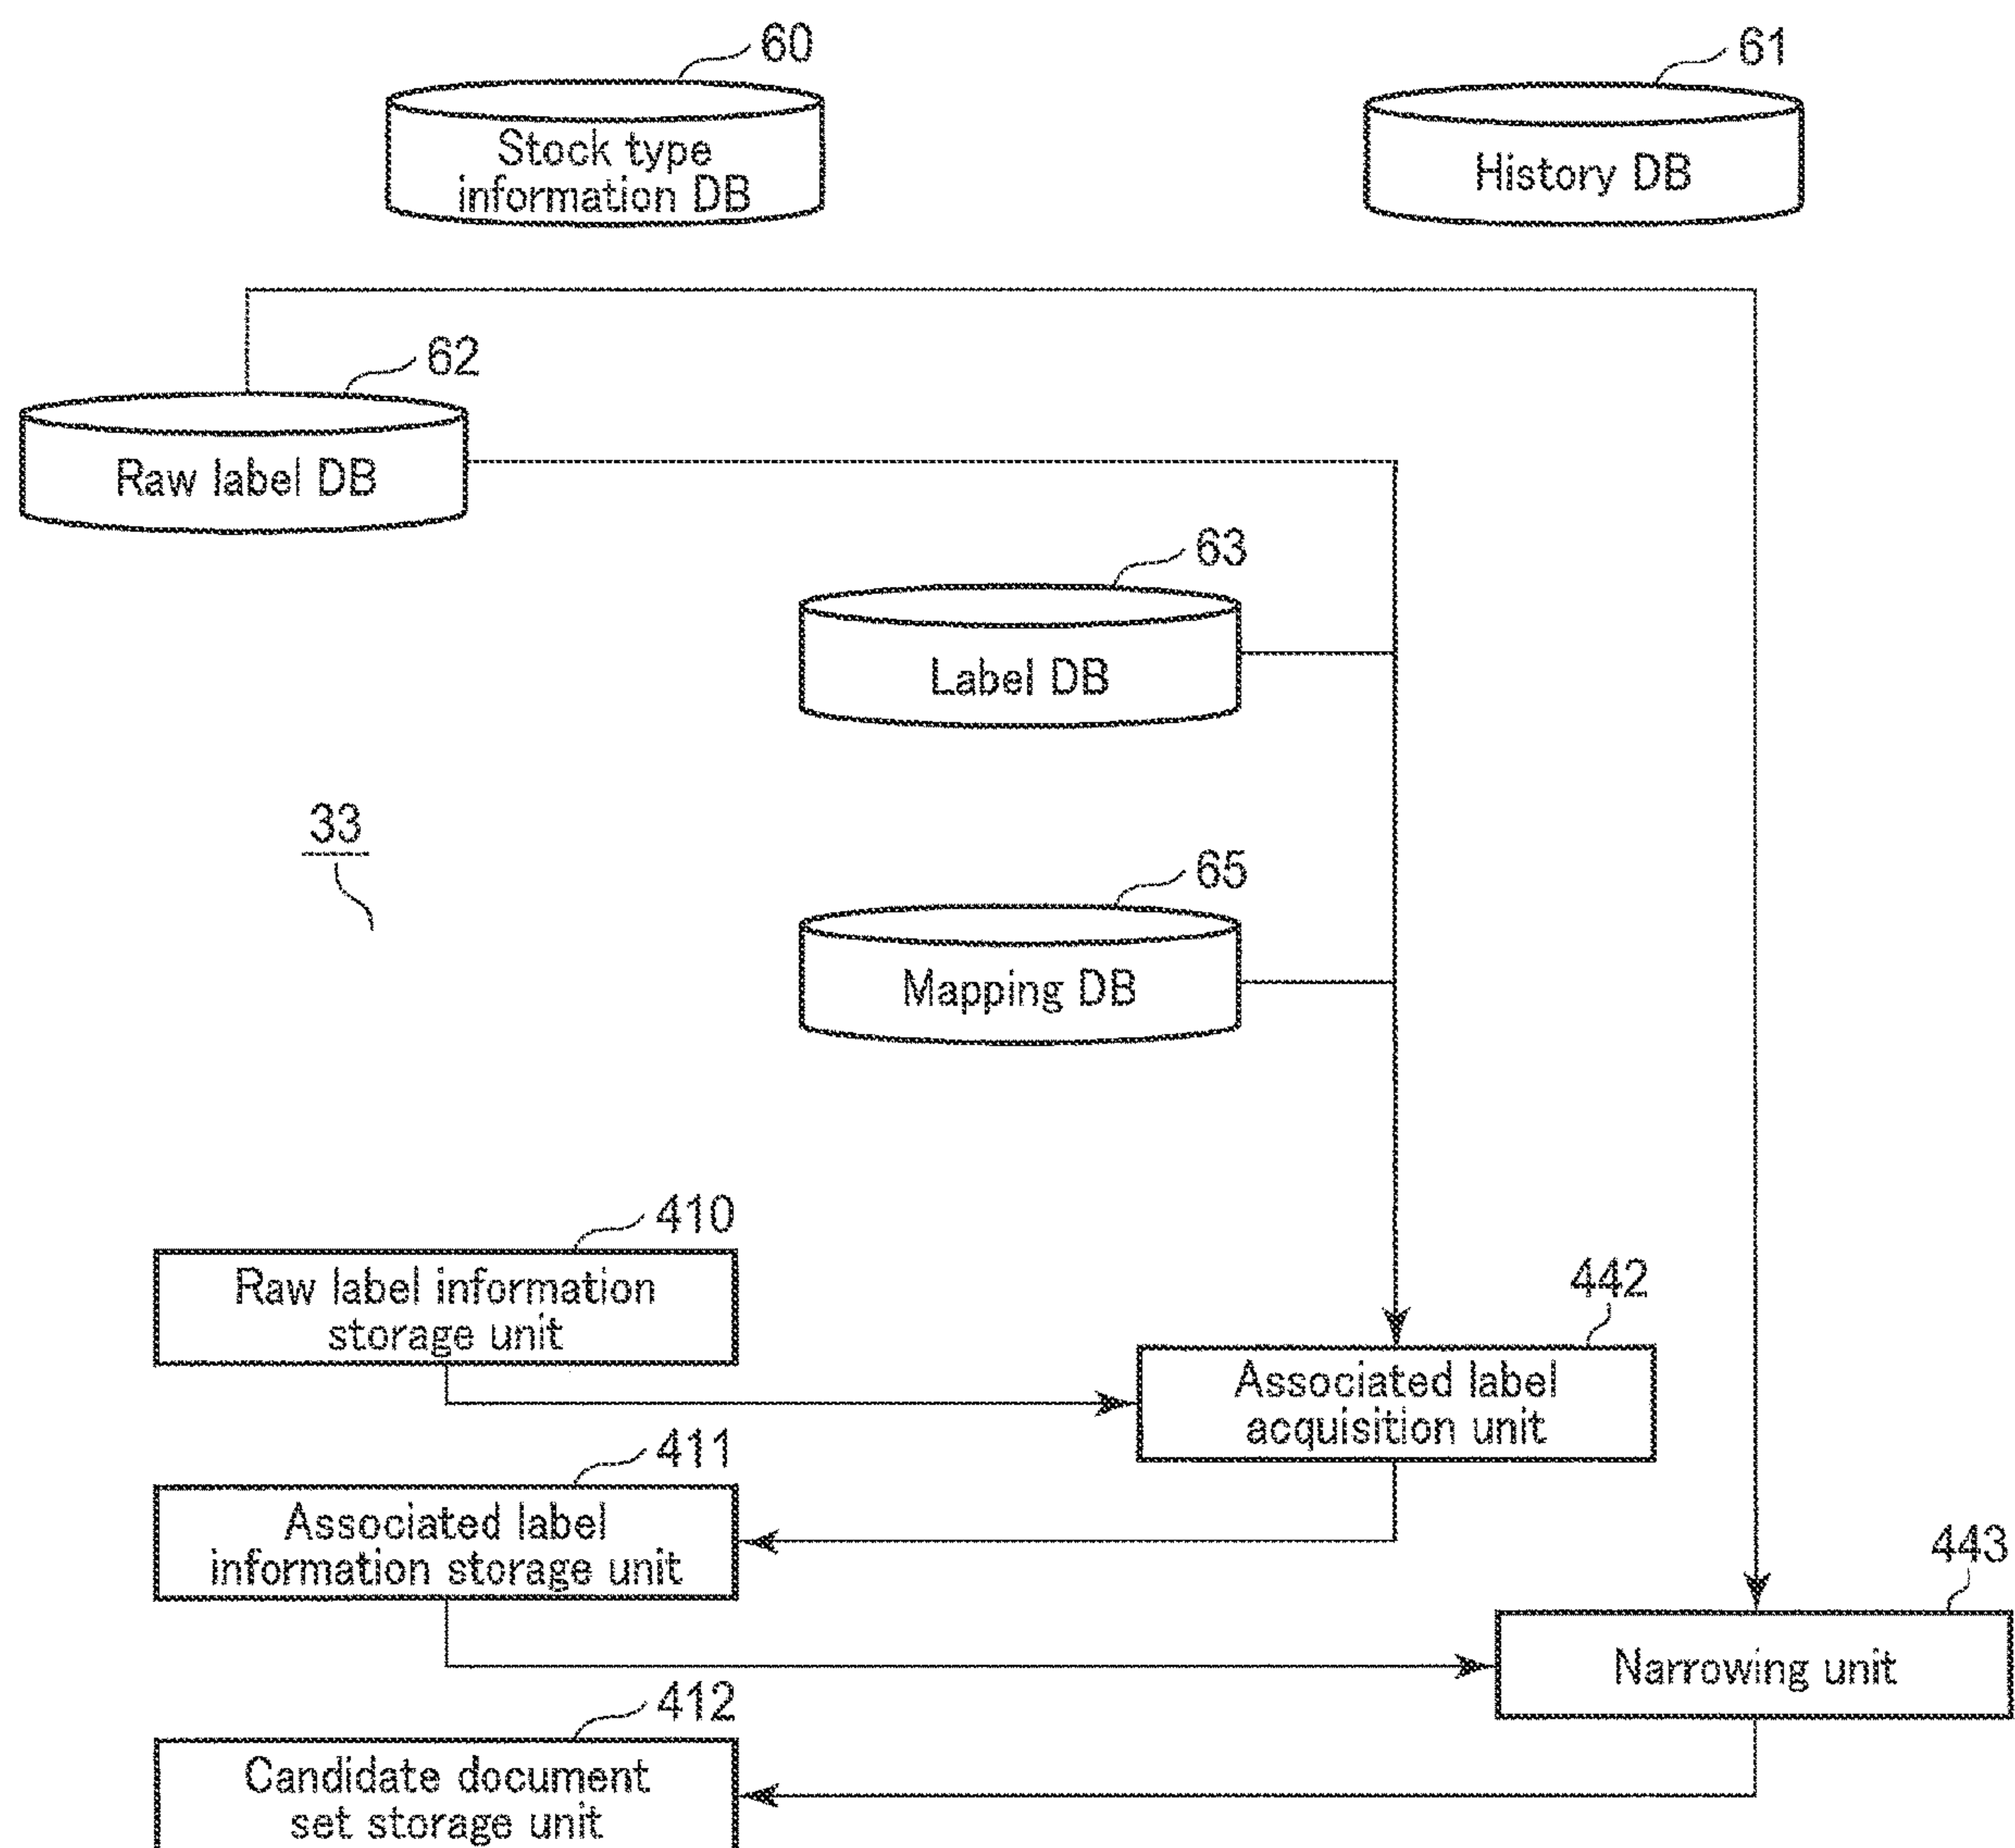 60
Stock type
information DB
61
History DB
62
Raw label DB
63
Label DB
33
65
Mapping DB
410
Raw label information
storage unit
442
Associated label
acquisition unit
411
Associated label
information storage unit
443
Narrowing unit
412
Candidate document
set storage unit